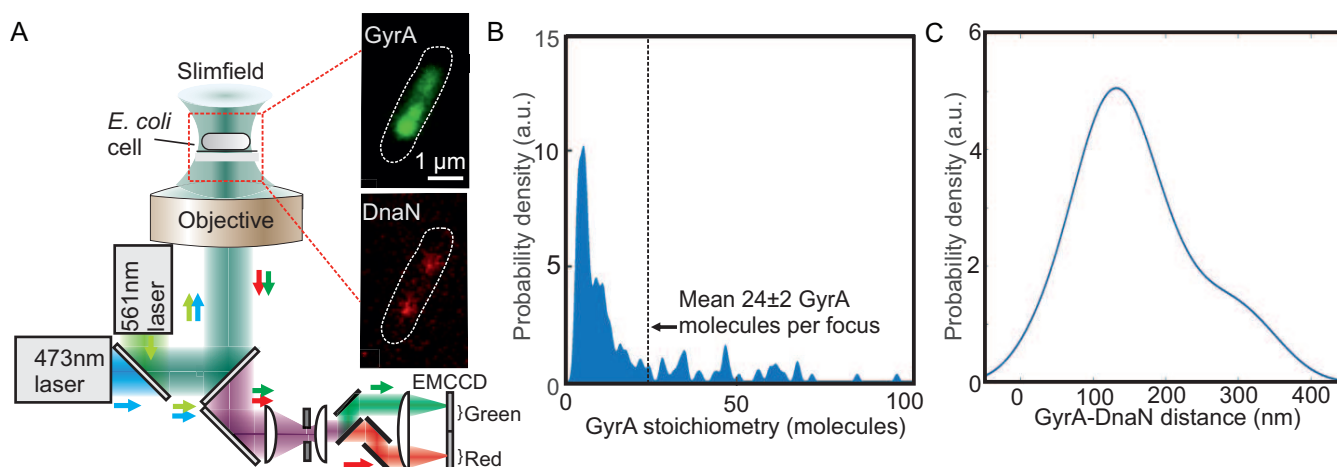 A
Slimfield
E. coli
cell
Objective
561nm
laser
473nm
laser
GyrA
1 µm
DnaN
EMCCD
}Green
}Red
B
Probability density (a.u.)
15
10
5
0
Mean 24±2 GyrA
molecules per focus
0
50
100
GyrA stoichiometry (molecules)
C
Probability density (a.u.)
6
4
2
0
0
100
200
300
400
GyrA-DnaN distance (nm)